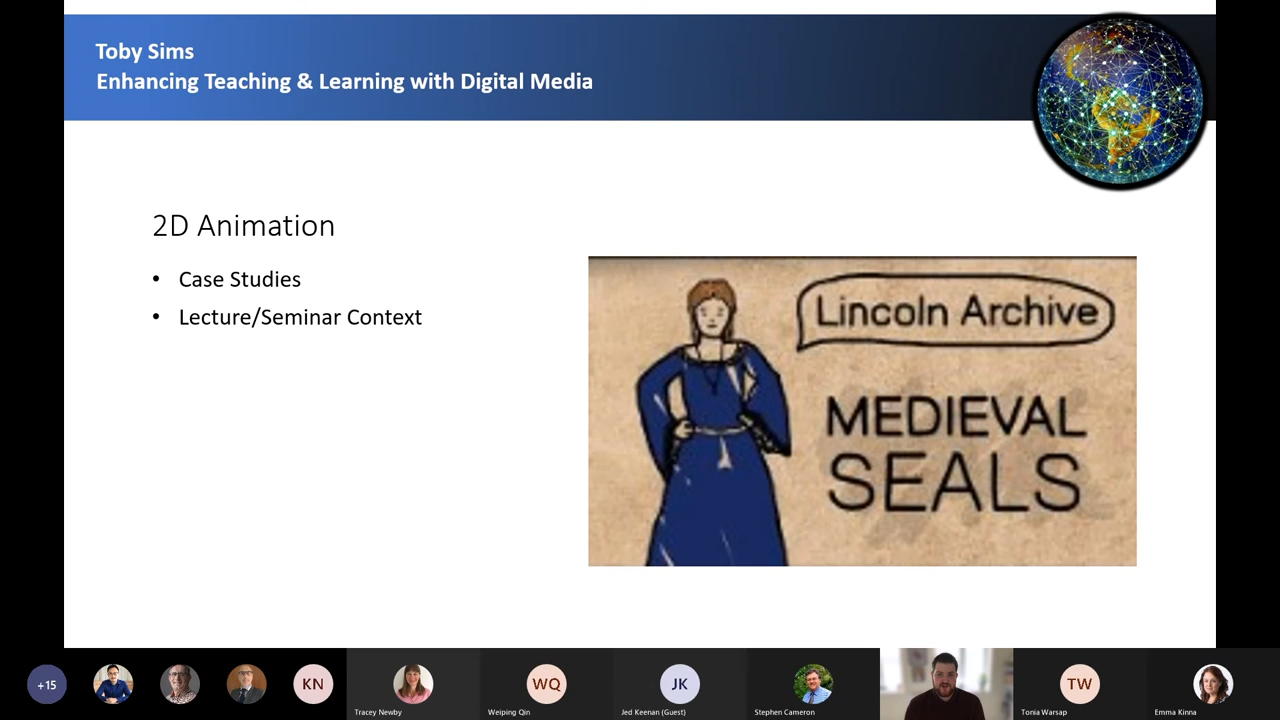 Toby Sims
Enhancing Teaching & Learning with Digital Media
2D Animation
• Case Studies
• Lecture/Seminar Context
Lincoln Archive
MEDIEVAL
SEALS
+15
KN
WQ
JK
TW
Tracey Newby
Weiping Qin
Jed Keenan (Guest)
Stephen Cameron
Tonia Warsap
Emma Kinna